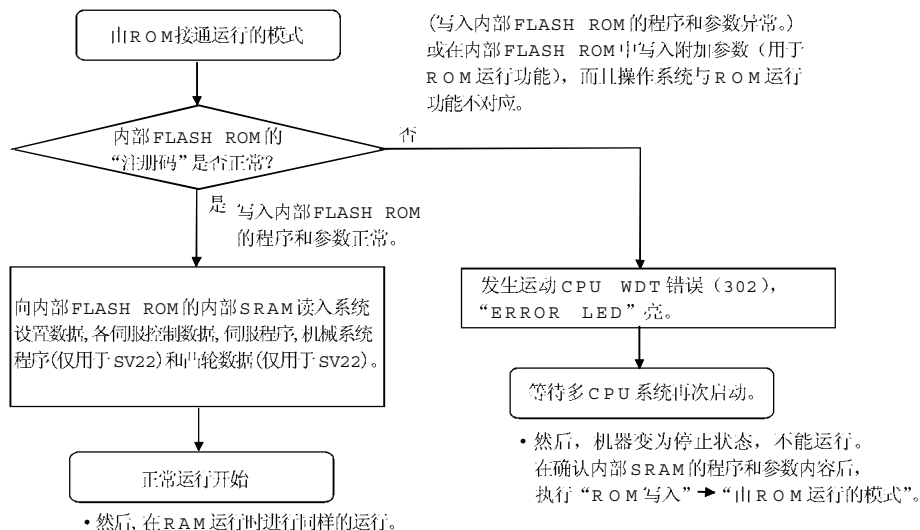 由ROM接通运行的模式
(写入内部FLASH ROM的程序和参数异常。)
或在内部FLASH ROM中写入附加参数（用于
ROM运行功能），而且操作系统与ROM运行
功能不对应。
内部FLASH ROM的
“注册码”是否正常？
否
是
写入内部FLASH ROM
的程序和参数正常。
向内部FLASH ROM的内部SRAM读入系统
设置数据,各伺服控制数据,伺服程序,机械系统
程序(仅用于SV22)和凸轮数据(仅用于SV22)。
发生运动CPU WDT错误（302），
“ERROR LED”亮。
等待多CPU系统再次启动。
•然后，机器变为停止状态，不能运行。
在确认内部SRAM的程序和参数内容后，
执行“ROM写入”➔“由ROM运行的模式”。
正常运行开始
•然后,在RAM运行时进行同样的运行。